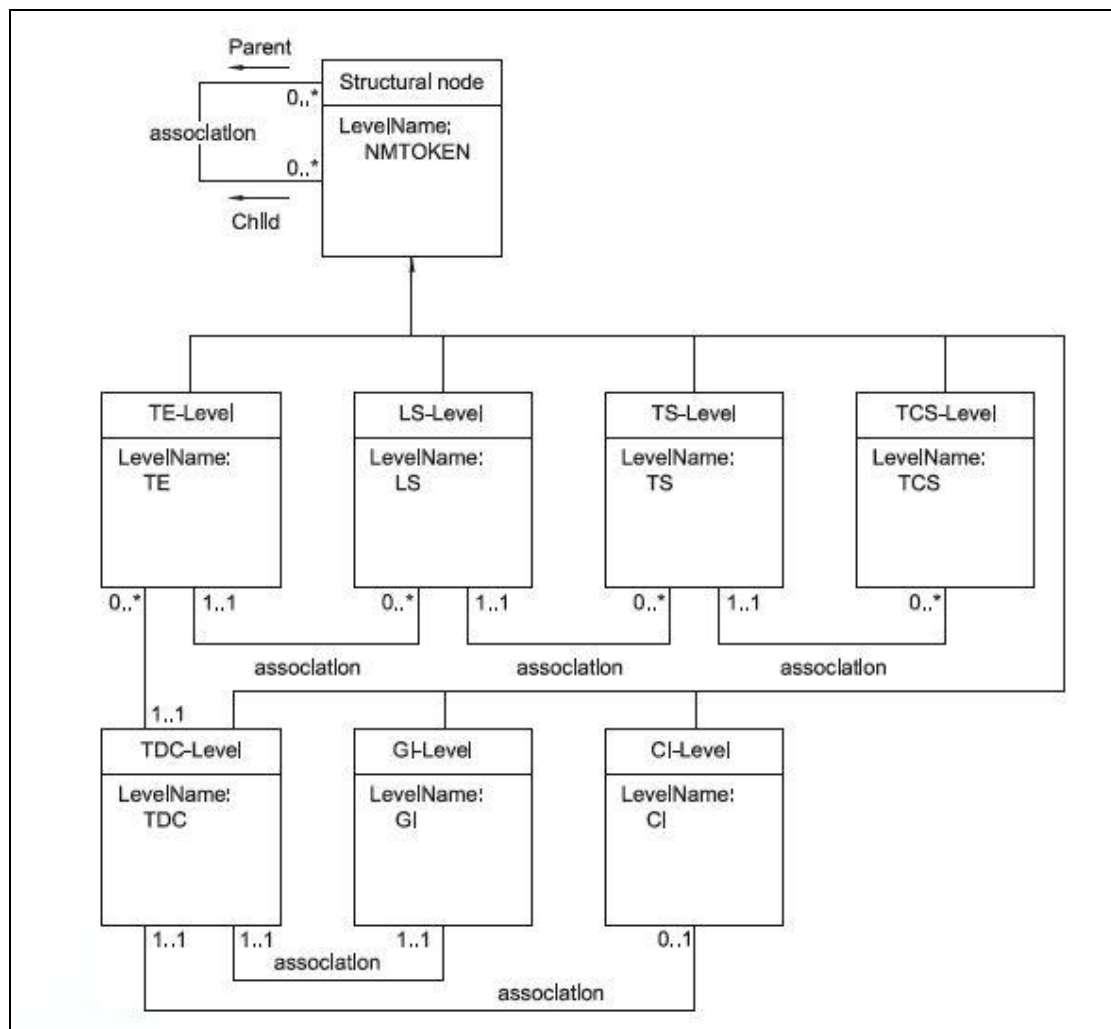 Parent
Structural node
0..*
LevelName:
NMTOKEN
association
0..*
Child
TE-Level
LS-Level
TS-Level
TCS-Level
LevelName:
TE
LevelName:
LS
LevelName:
TS
LevelName:
TCS
0..*
1..1
0..*
1..1
0..*
1..1
0..*
association
association
association
1..1
TDC-Level
GI-Level
CI-Level
LevelName:
TDC
LevelName:
GI
LevelName:
CI
1..1
1..1
1..1
0..1
association
association